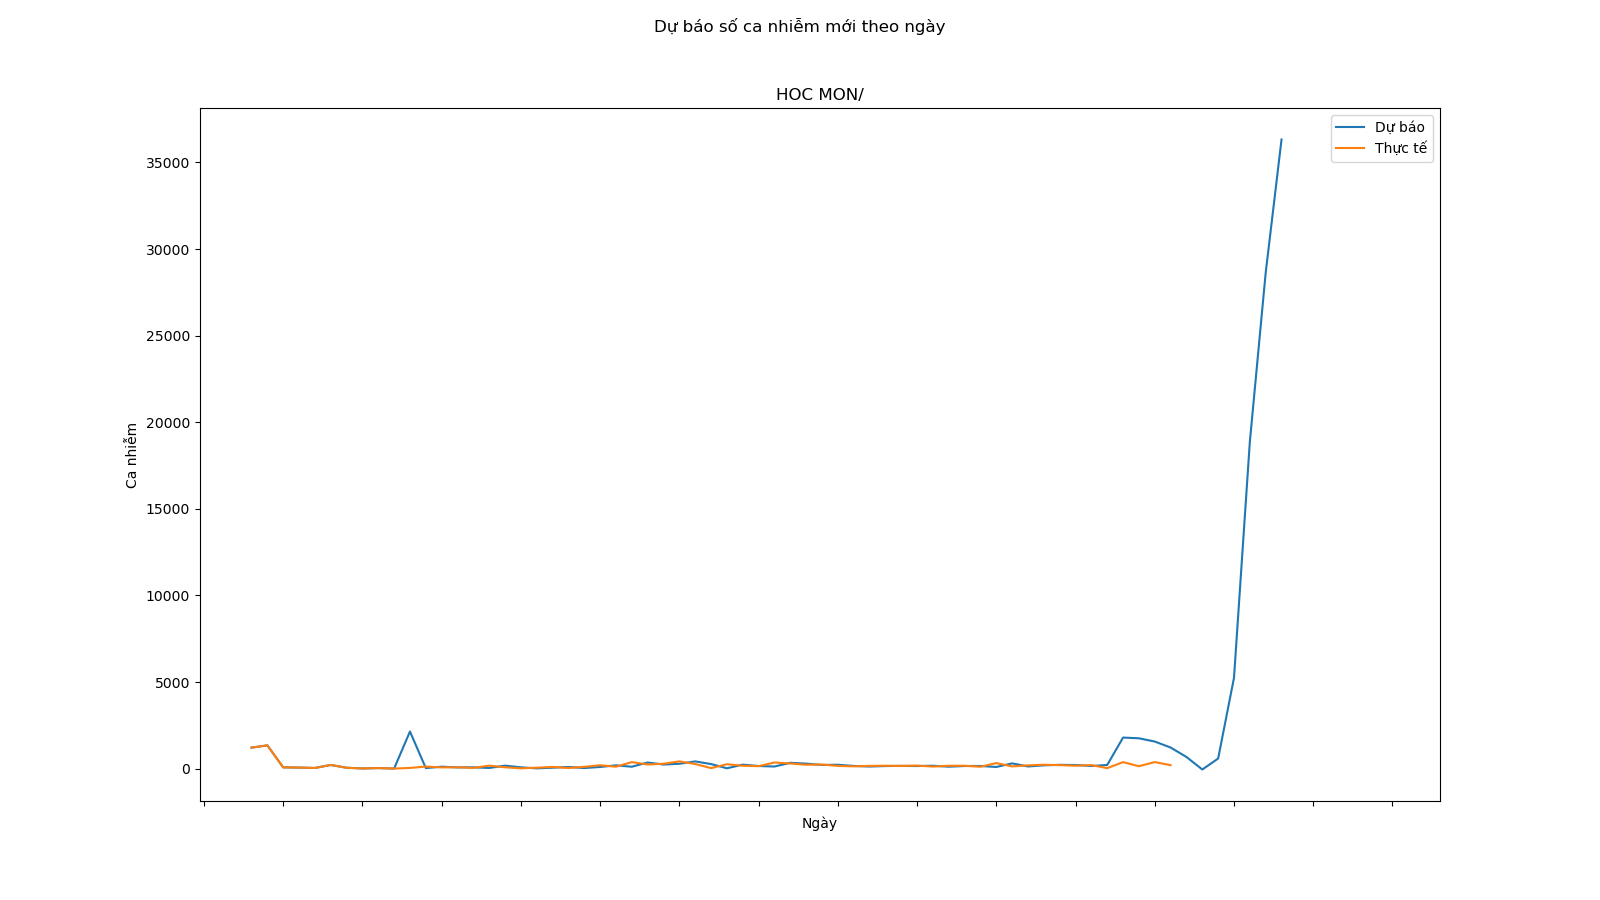 Dự báo số ca nhiễm mới theo ngày
HOC MON/
Dự báo
Thực tế
35000
30000
25000
20000
15000
10000
5000
0
Ca nhiễm
Ngày